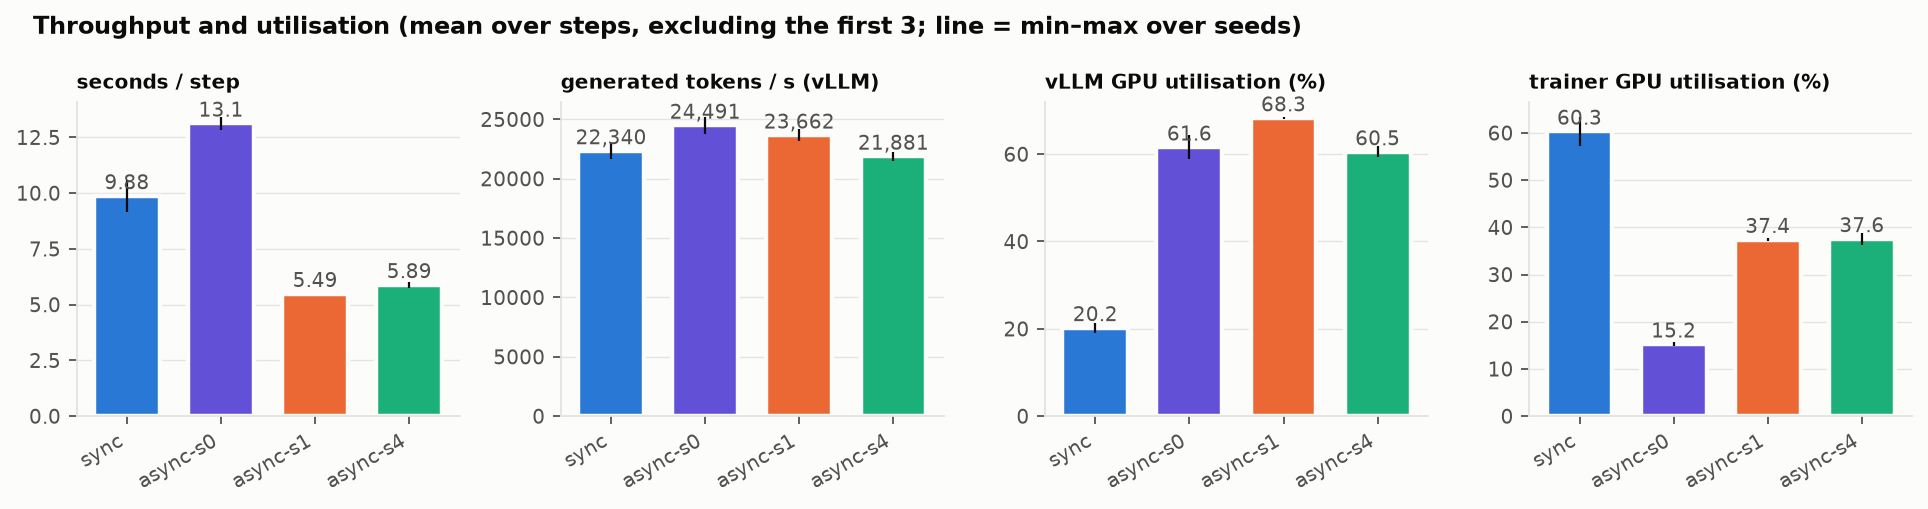 Throughput and utilisation (mean over steps, excluding the first 3; line = min–max over seeds)
seconds / step
12.5
10.0
7.5
5.0
2.5
0.0
9.88
13.1
5.49
5.89
sync
async-s0
async-s1
async-s4
generated tokens / s (vLLM)
25000
20000
15000
10000
5000
0
22,340
24,491
23,662
21,881
sync
async-s0
async-s1
async-s4
vLLM GPU utilisation (%)
60
40
20
0
20.2
61.6
68.3
60.5
sync
async-s0
async-s1
async-s4
trainer GPU utilisation (%)
60
50
40
30
20
10
0
60.3
15.2
37.4
37.6
sync
async-s0
async-s1
async-s4